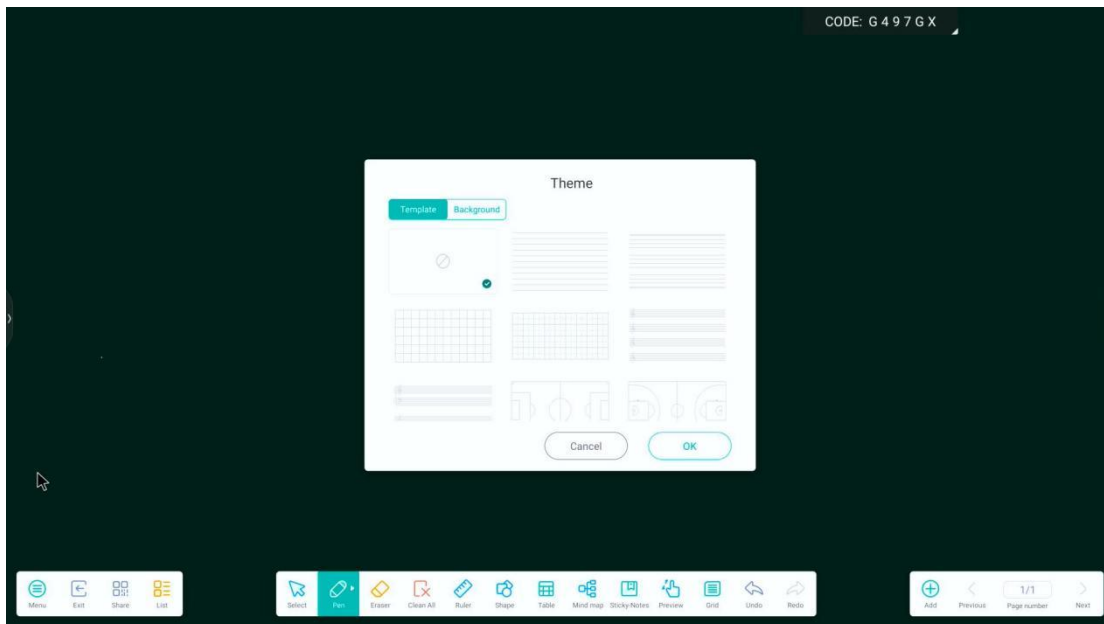 CODE: G 4 9 7 G X
Theme
Template Background
Cancel OK
Menu Exit Share List
Select Pen Eraser Clean All Ruler Shape Table Mind map Sticky-Notes Preview Grid Undo Redo
1/1
Add Previous Page number Next